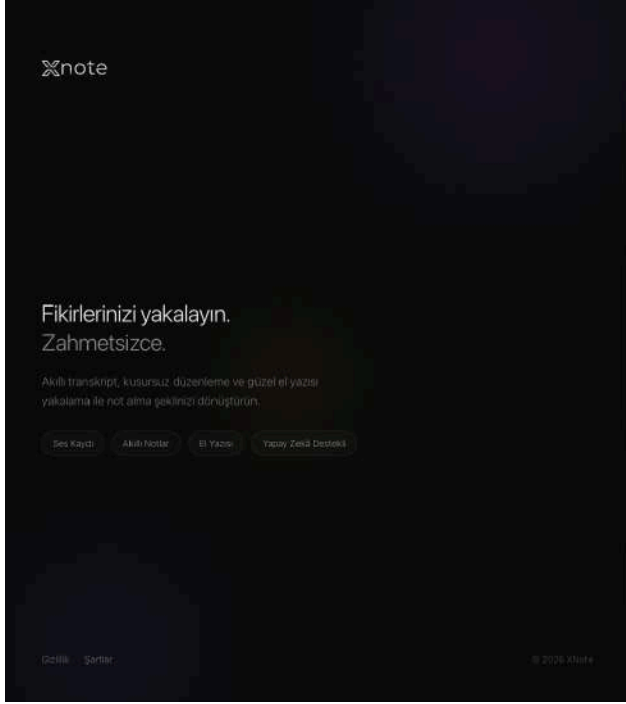 Xnote
Fikirlerinizi yakalayın.
Zahmetsizce.
Akıllı transkript, kusursuz düzenleme ve güzel el yazısı
yakalama ile not alma şeklinizi dönüştürün.
Ses Kaydı Akıllı Notlar El Yazısı Yapay Zekâ Destekli
Gizlilik Şartlar © 2026 XNote